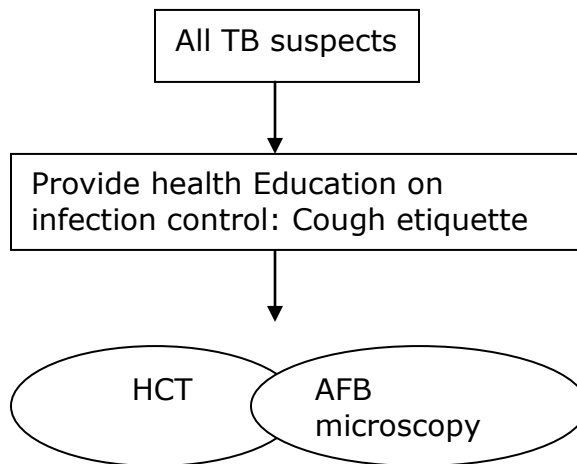 All TB suspects
Provide health Education on
infection control: Cough etiquette
HCT
AFB
microscopy